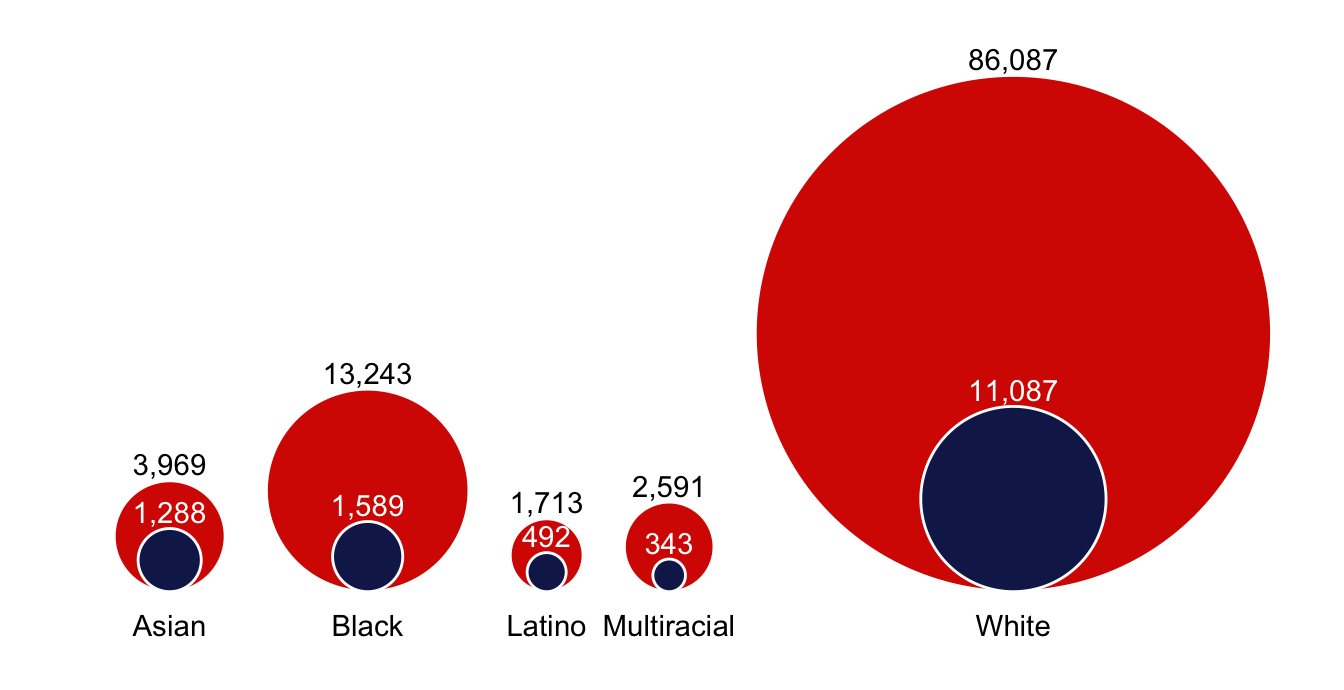 86,087
11,087
13,243
1,589
3,969
1,288
1,713
492
2,591
343
Asian
Black
Latino
Multiracial
White